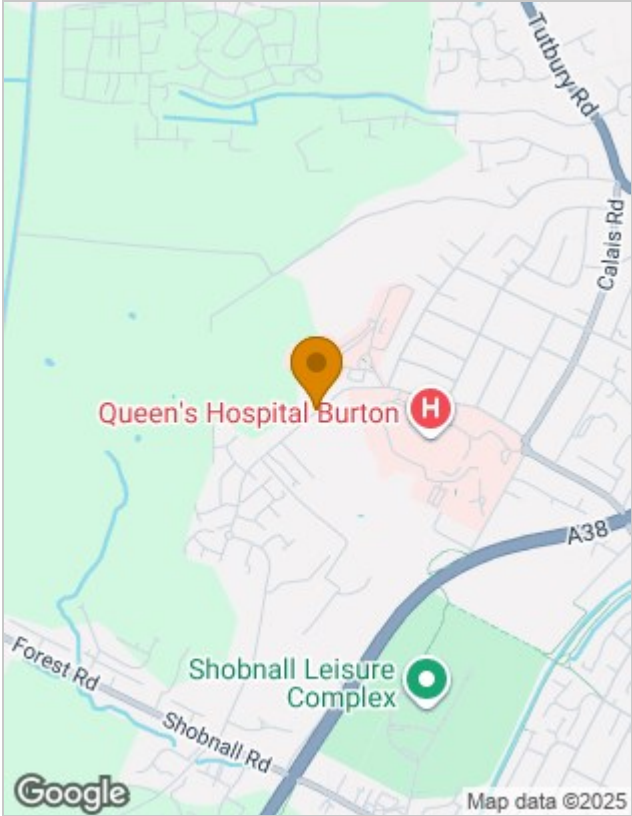 Tutbury Rd
Calais Rd
Queen's Hospital Burton
H
A38
Shobnall Leisure
Complex
Forest Rd
Shobnall Rd
Google
Map data ©2025